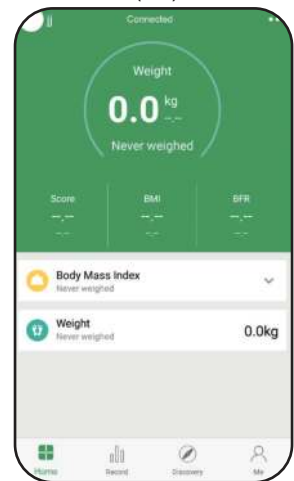 jj Connected
Weight
0.0 kg
--.--
Never weighed
Score BMI BFR
--.-- --.-- --.--
--.-- --.-- --.--
Body Mass Index
Never weighed
Weight
Never weighed
0.0kg
Home Record Discovery Me